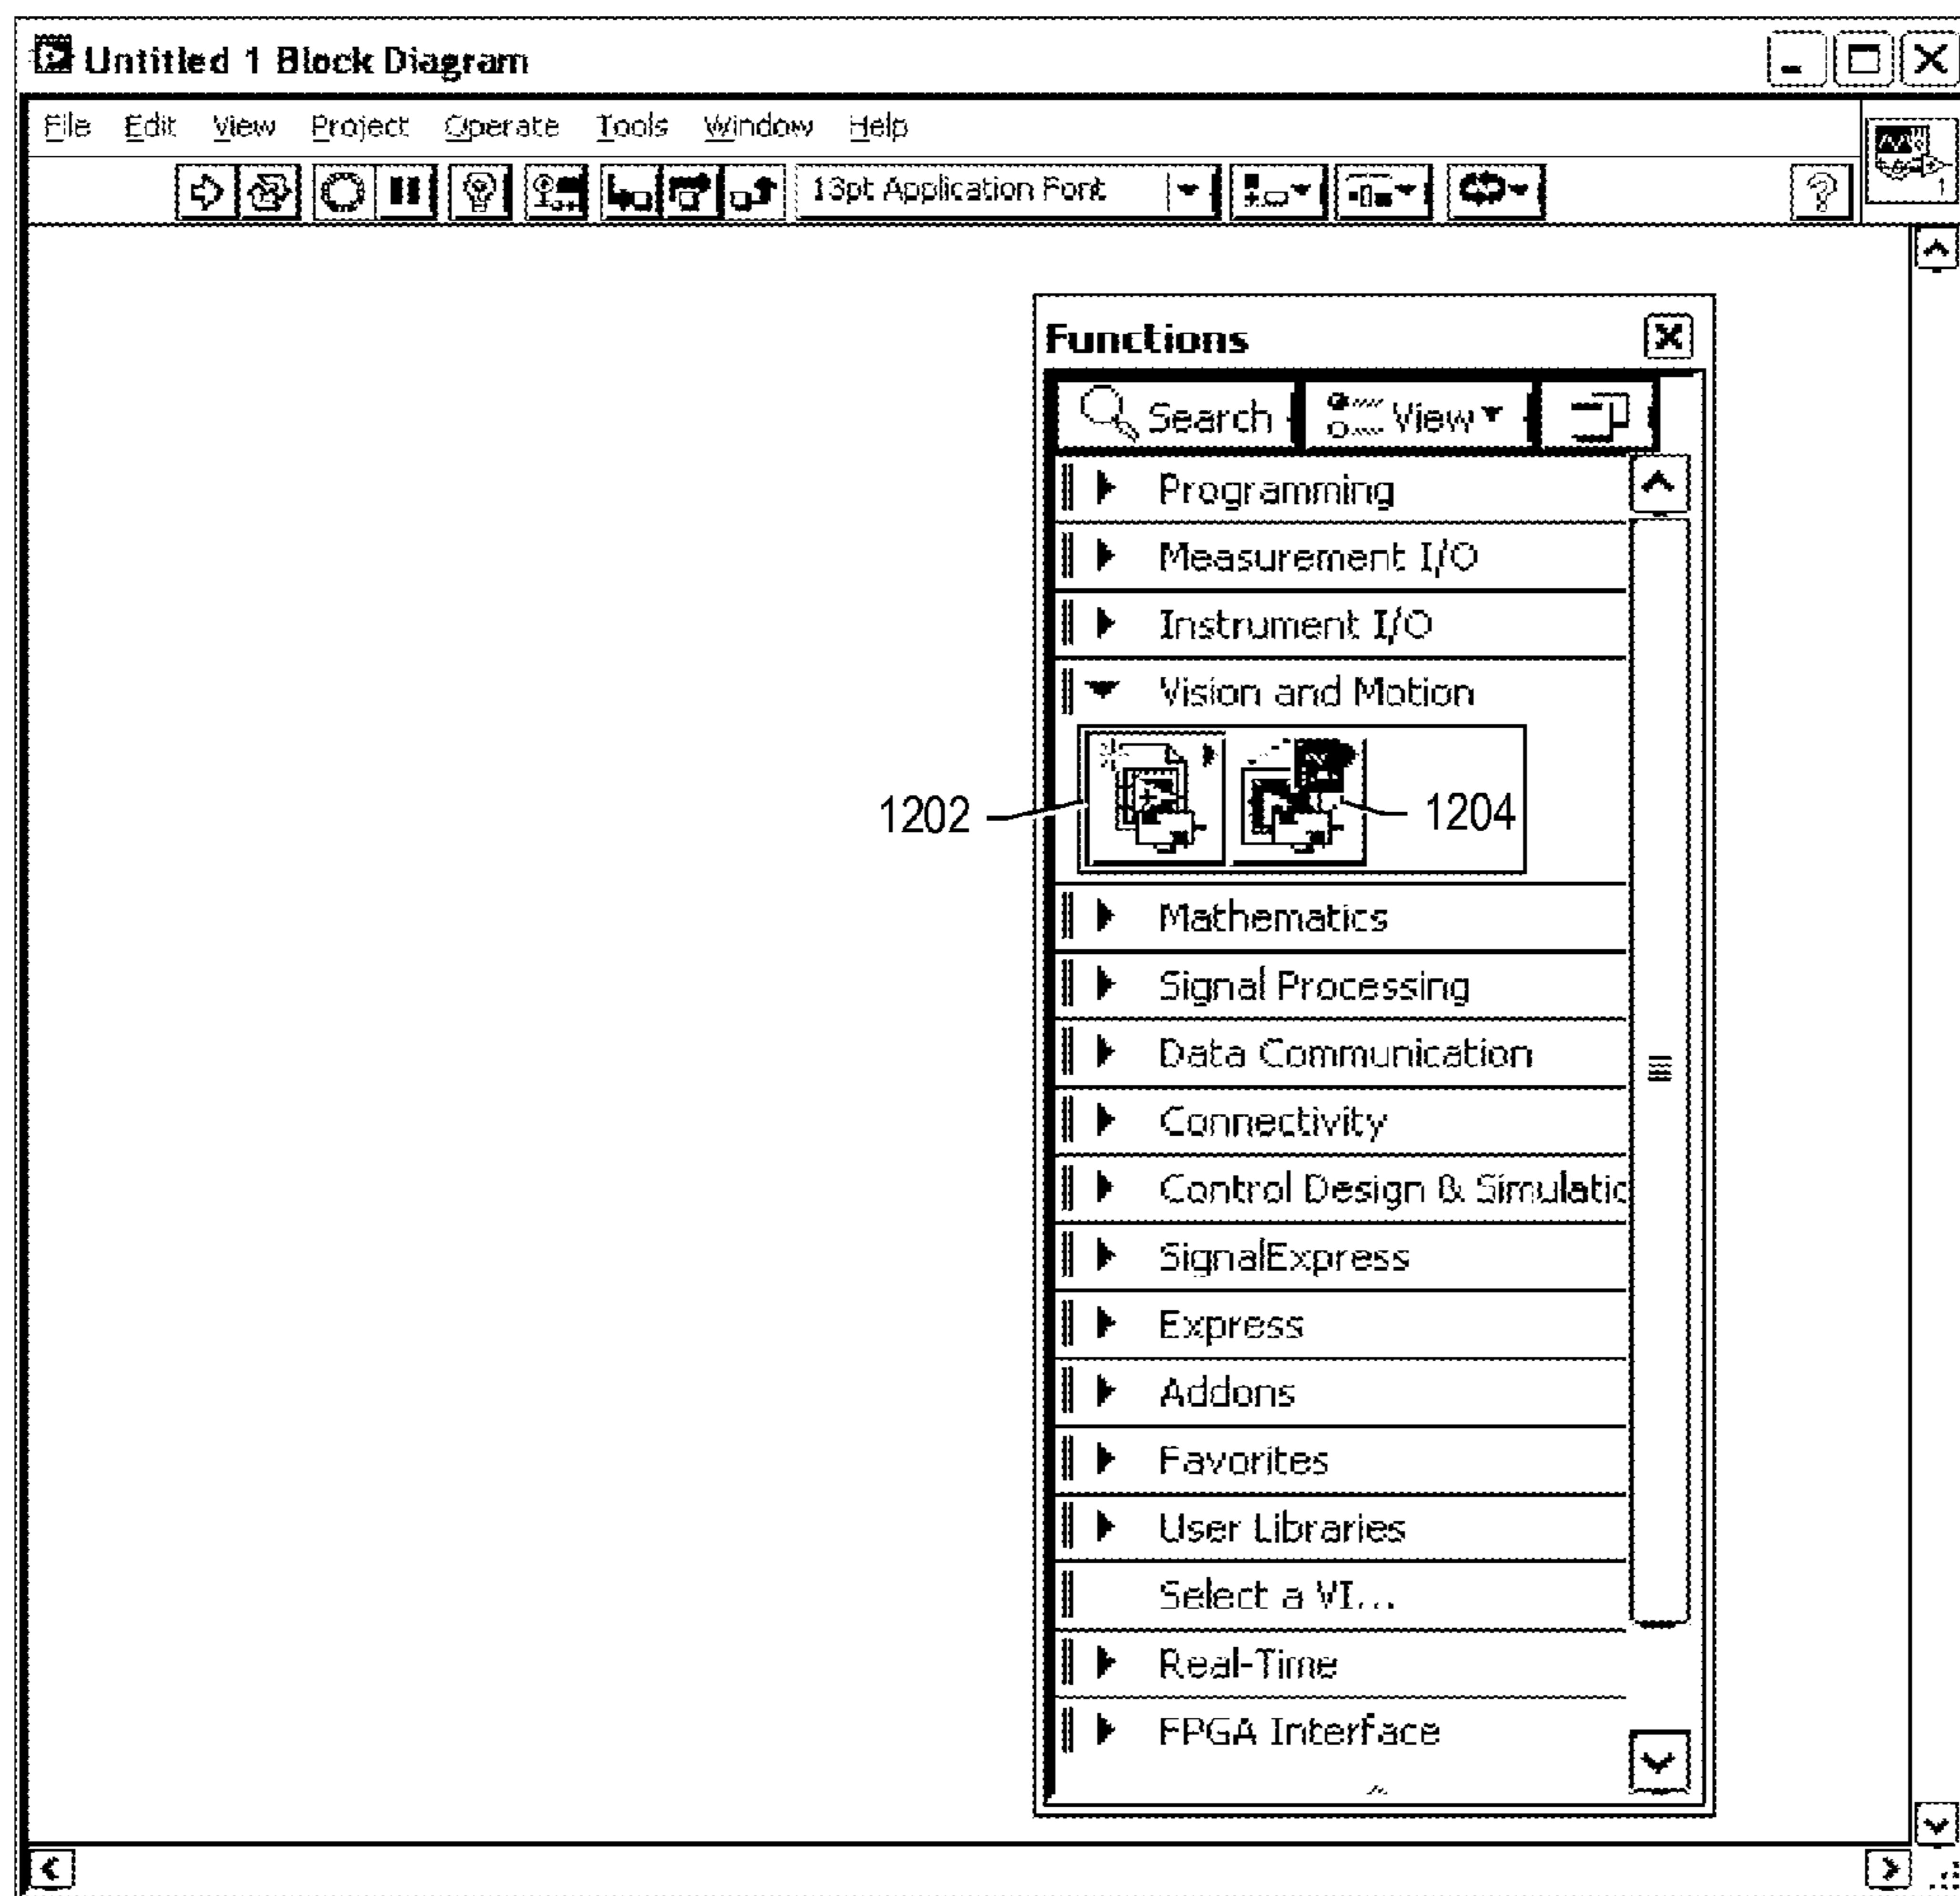 Untitled 1 Block Diagram
File Edit View Project Operate Tools Window Help
13pt Application Font
1
Functions
Search View
Programming
Measurement I/O
Instrument I/O
Vision and Motion
1202
1204
Mathematics
Signal Processing
Data Communication
Connectivity
Control Design & Simulatio
SignalExpress
Express
Addons
Favorites
User Libraries
Select a VI...
Real-Time
FPGA Interface